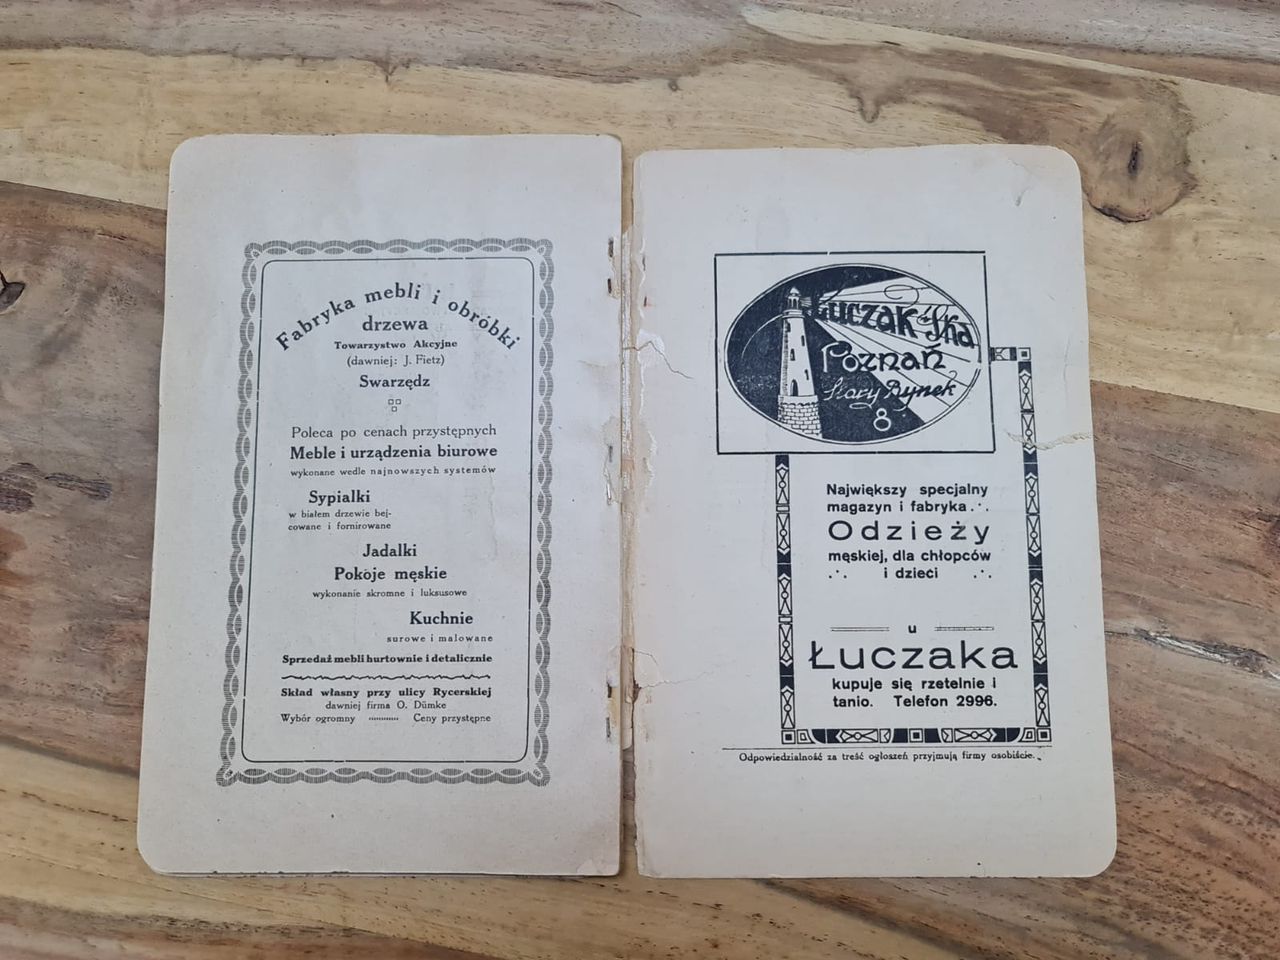 Fabryka mebli i obróbki
drzewa
Towarzystwo Akcyjne
(dawniej: J. Fietz)
Swarzędz
Poleca po cenach przystępnych
Meble i urządzenia biurowe
wykonane wedle najnowszych systemów
Sypialki
w białem drzewie bej-
cowane i fornirowane
Jadalki
Pokoje męskie
wykonanie skromne i luksusowe
Kuchnie
surowe i malowane
Sprzedaż mebli hurtownie i detalicznie
Skład własny przy ulicy Rycerskiej
dawniej firma O. Dümke
Wybór ogromny Ceny przystępne
Łuczak i Ska
Poznań
Stary Rynek
8
Największy specjalny
magazyn i fabryka
Odzieży
męskiej, dla chłopców
i dzieci
u
Łuczaka
kupuje się rzetelnie i
tanio. Telefon 2996.
Odpowiedzialność za treść ogłoszeń przyjmują firmy osobiście.